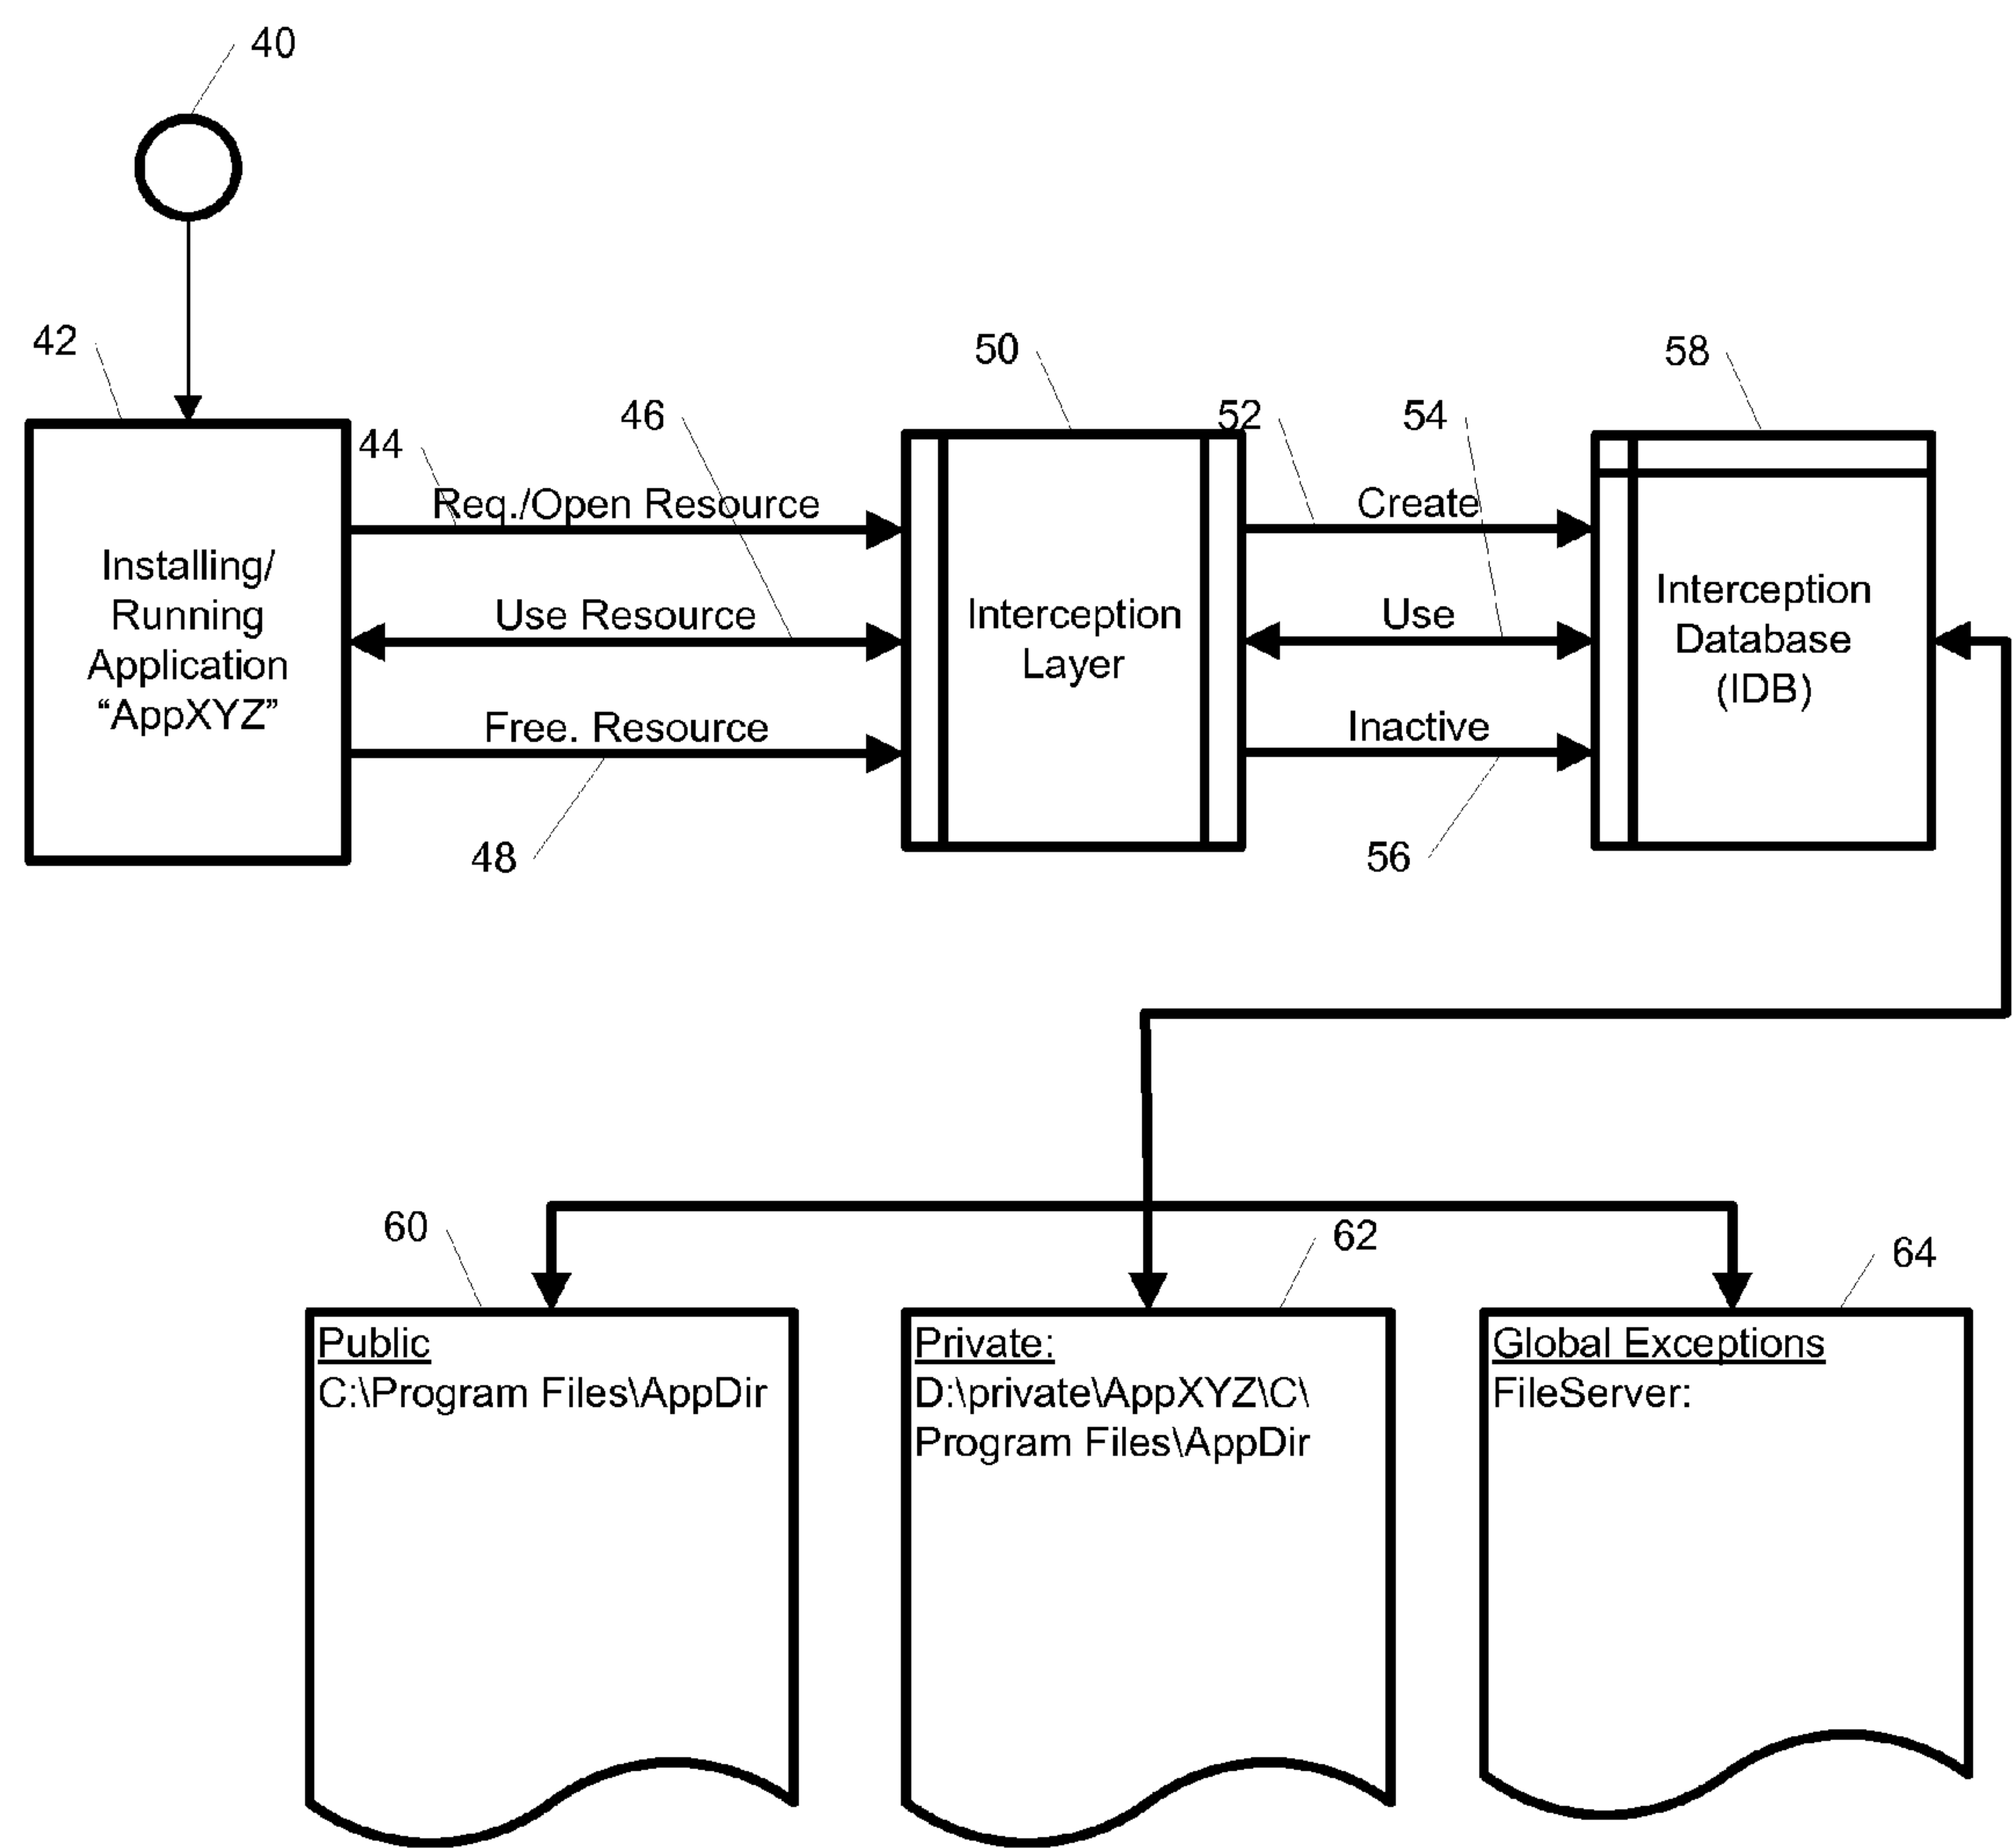 40
42
50
58
44
46
52
54
Req./Open Resource
Create
Installing/
Running
Application
“AppXYZ”
Use Resource
Interception
Layer
Use
Interception
Database
(IDB)
Free. Resource
Inactive
48
56
60
62
64
Public
C:\Program Files\AppDir
Private:
D:\private\AppXYZ\C\
Program Files\AppDir
Global Exceptions
FileServer: